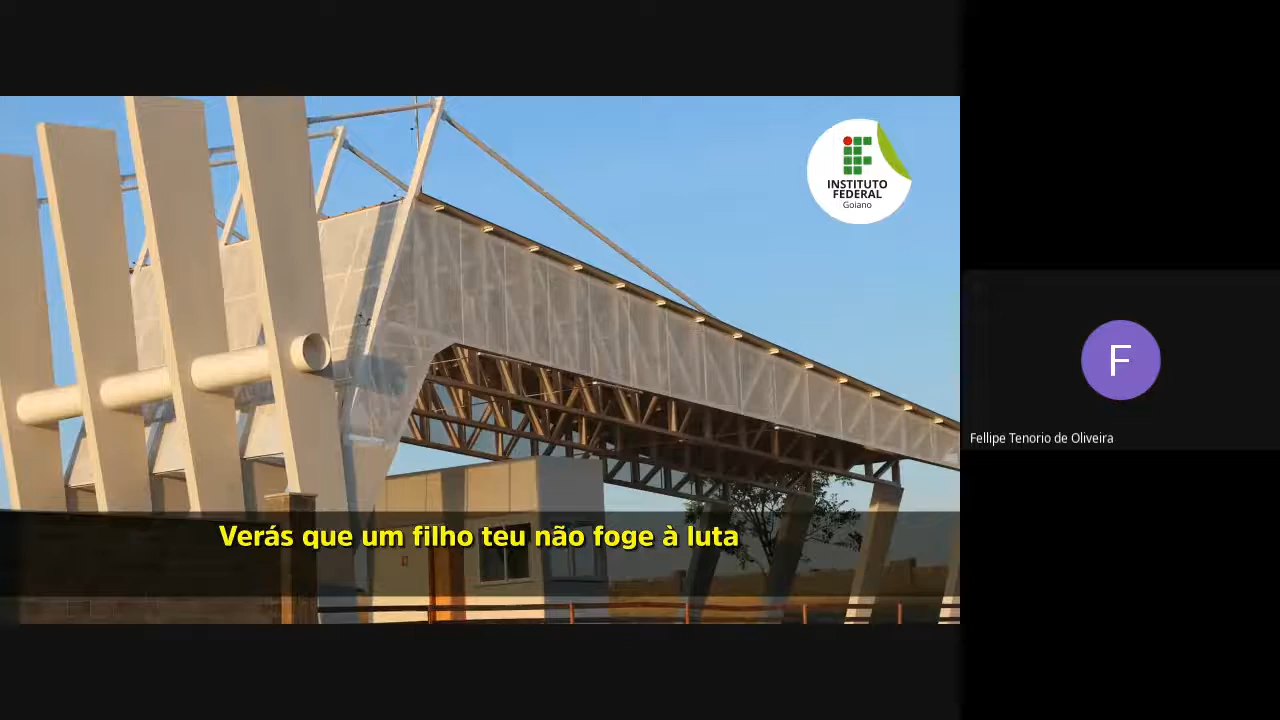 INSTITUTO
FEDERAL
Goiano
Verás que um filho teu não foge à luta
F
Fellipe Tenorio de Oliveira